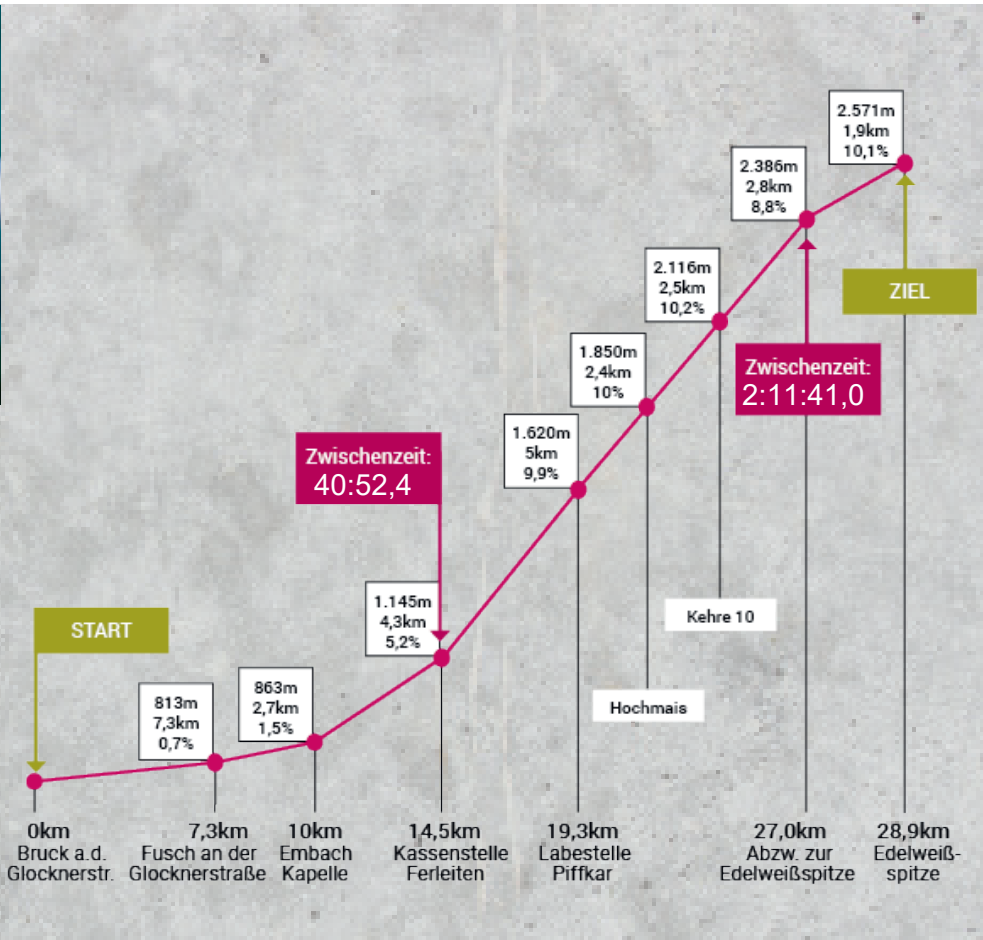 2.571m
1,9km
10,1%
2.386m
2,8km
8,8%
2.116m
2,5km
10,2%
ZIEL
1.850m
2,4km
10%
Zwischenzeit:
2:11:41,0
1.620m
5km
9,9%
Zwischenzeit:
40:52,4
1.145m
4,3km
5,2%
Kehre 10
START
863m
2,7km
1,5%
813m
7,3km
0,7%
Hochmais
0km
Bruck a.d.
Glocknerstr.
7,3km
Fusch an der
Glocknerstraße
10km
Embach
Kapelle
14,5km
Kassenstelle
Ferleiten
19,3km
Labestelle
Piffkar
27,0km
Abzw. zur
Edelweißspitze
28,9km
Edelweiß-
spitze